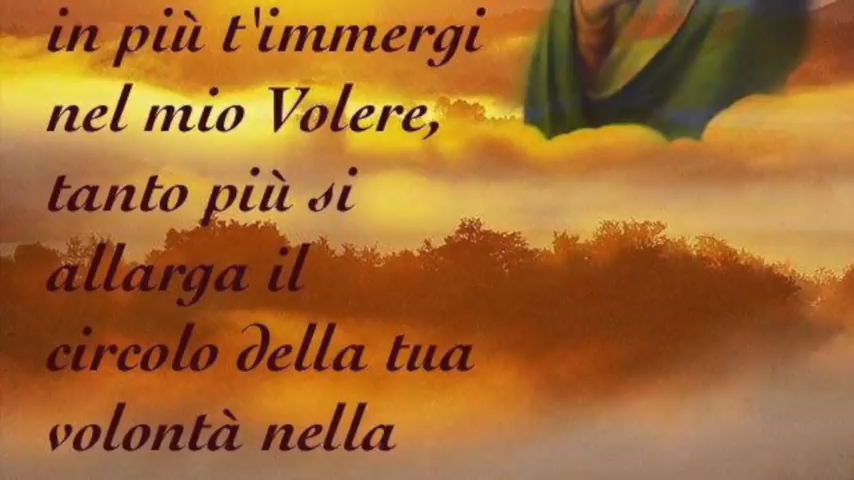 in più t'immergi
nel mio Volere,
tanto più si
allarga il
circolo della tua
volontà nella